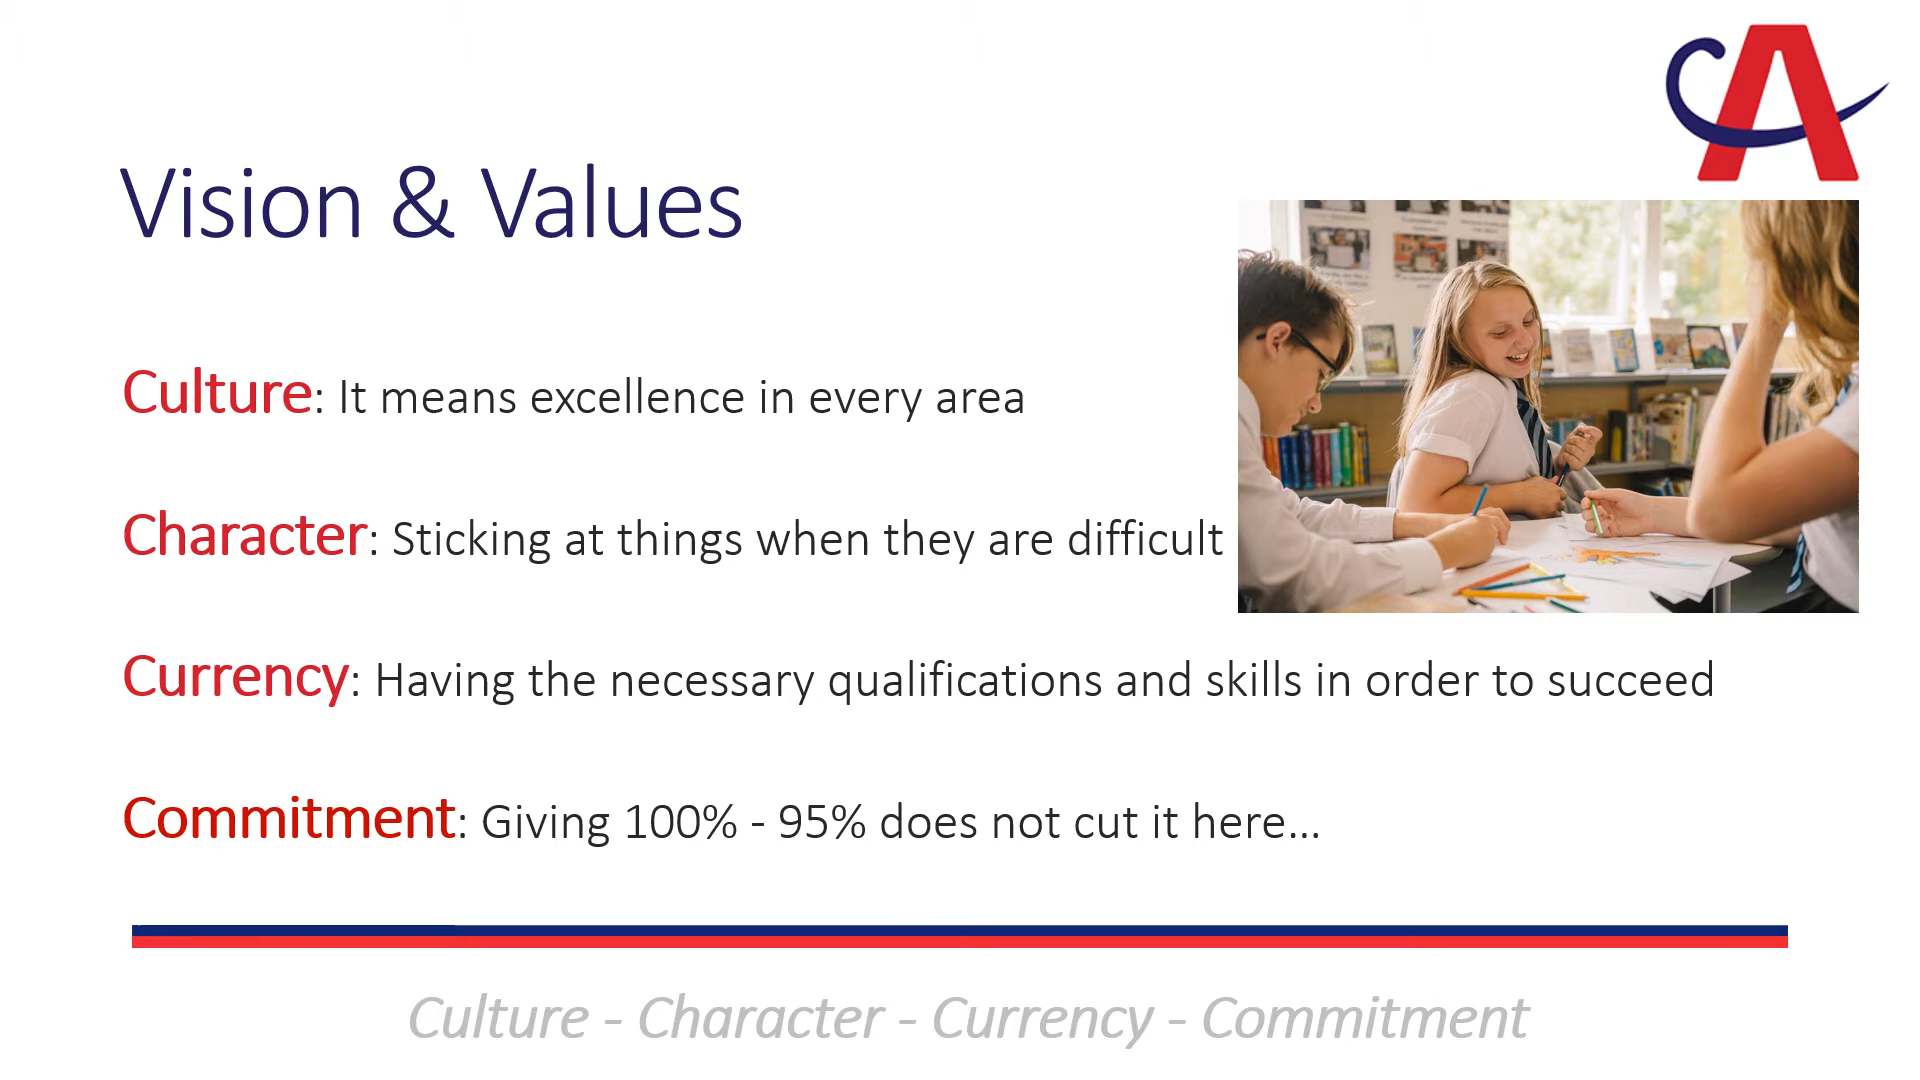 Vision & Values
Culture: It means excellence in every area
Character: Sticking at things when they are difficult
Currency: Having the necessary qualifications and skills in order to succeed
Commitment: Giving 100% - 95% does not cut it here...
Culture - Character - Currency - Commitment